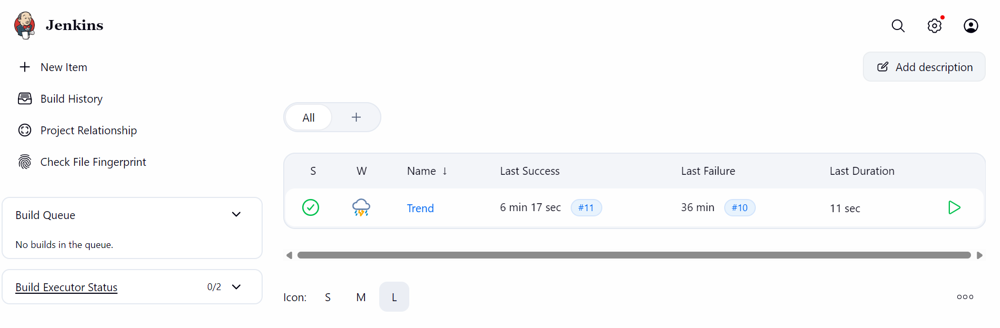 Jenkins
New Item
Add description
Build History
All
Project Relationship
Check File Fingerprint
S W Name ↓ Last Success Last Failure Last Duration
Trend 6 min 17 sec #11 36 min #10 11 sec
Build Queue
No builds in the queue.
Build Executor Status 0/2
Icon: S M L